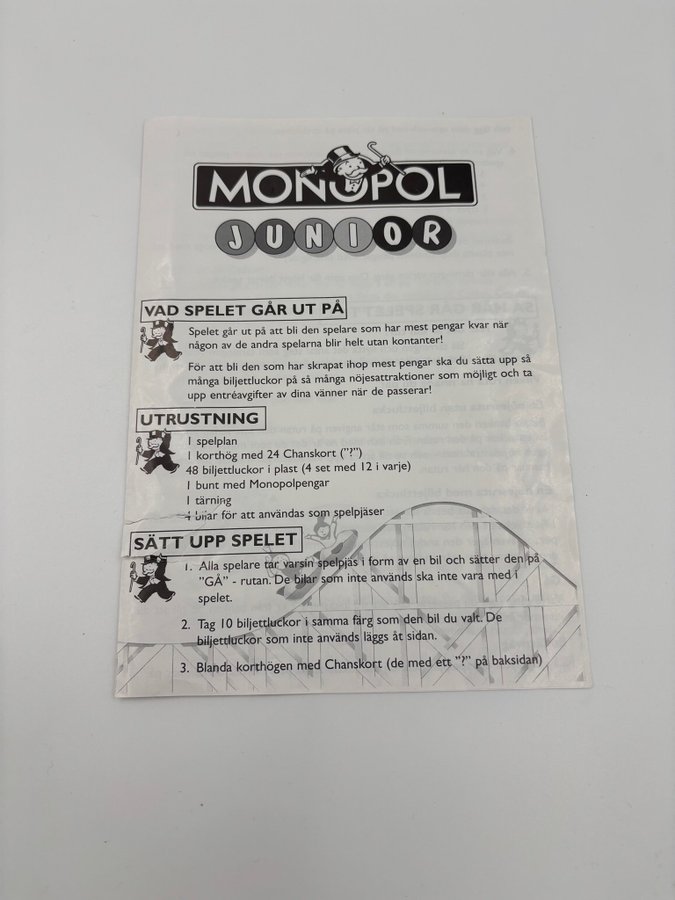 MONOPOL
JUNIOR
VAD SPELET GÅR UT PÅ
Spelet går ut på att bli den spelare som har mest pengar kvar när
någon av de andra spelarna blir helt utan kontanter!
För att bli den som har skrapat ihop mest pengar ska du sätta upp så
många biljettluckor på så många nöjesattraktioner som möjligt och ta
upp entréavgifter av dina vänner när de passerar!
UTRUSTNING
1 spelplan
1 korthög med 24 Chanskort ("?")
48 biljettluckor i plast (4 set med 12 i varje)
1 bunt med Monopolpengar
1 tärning
4 bilar för att användas som spelpjäser
SÄTT UPP SPELET
1. Alla spelare tar varsin spelpjäs i form av en bil och sätter den på
"GÅ" - rutan. De bilar som inte används ska inte vara med i
spelet.
2. Tag 10 biljettluckor i samma färg som den bil du valt. De
biljettluckor som inte används läggs åt sidan.
3. Blanda korthögen med Chanskort (de med ett "?" på baksidan)